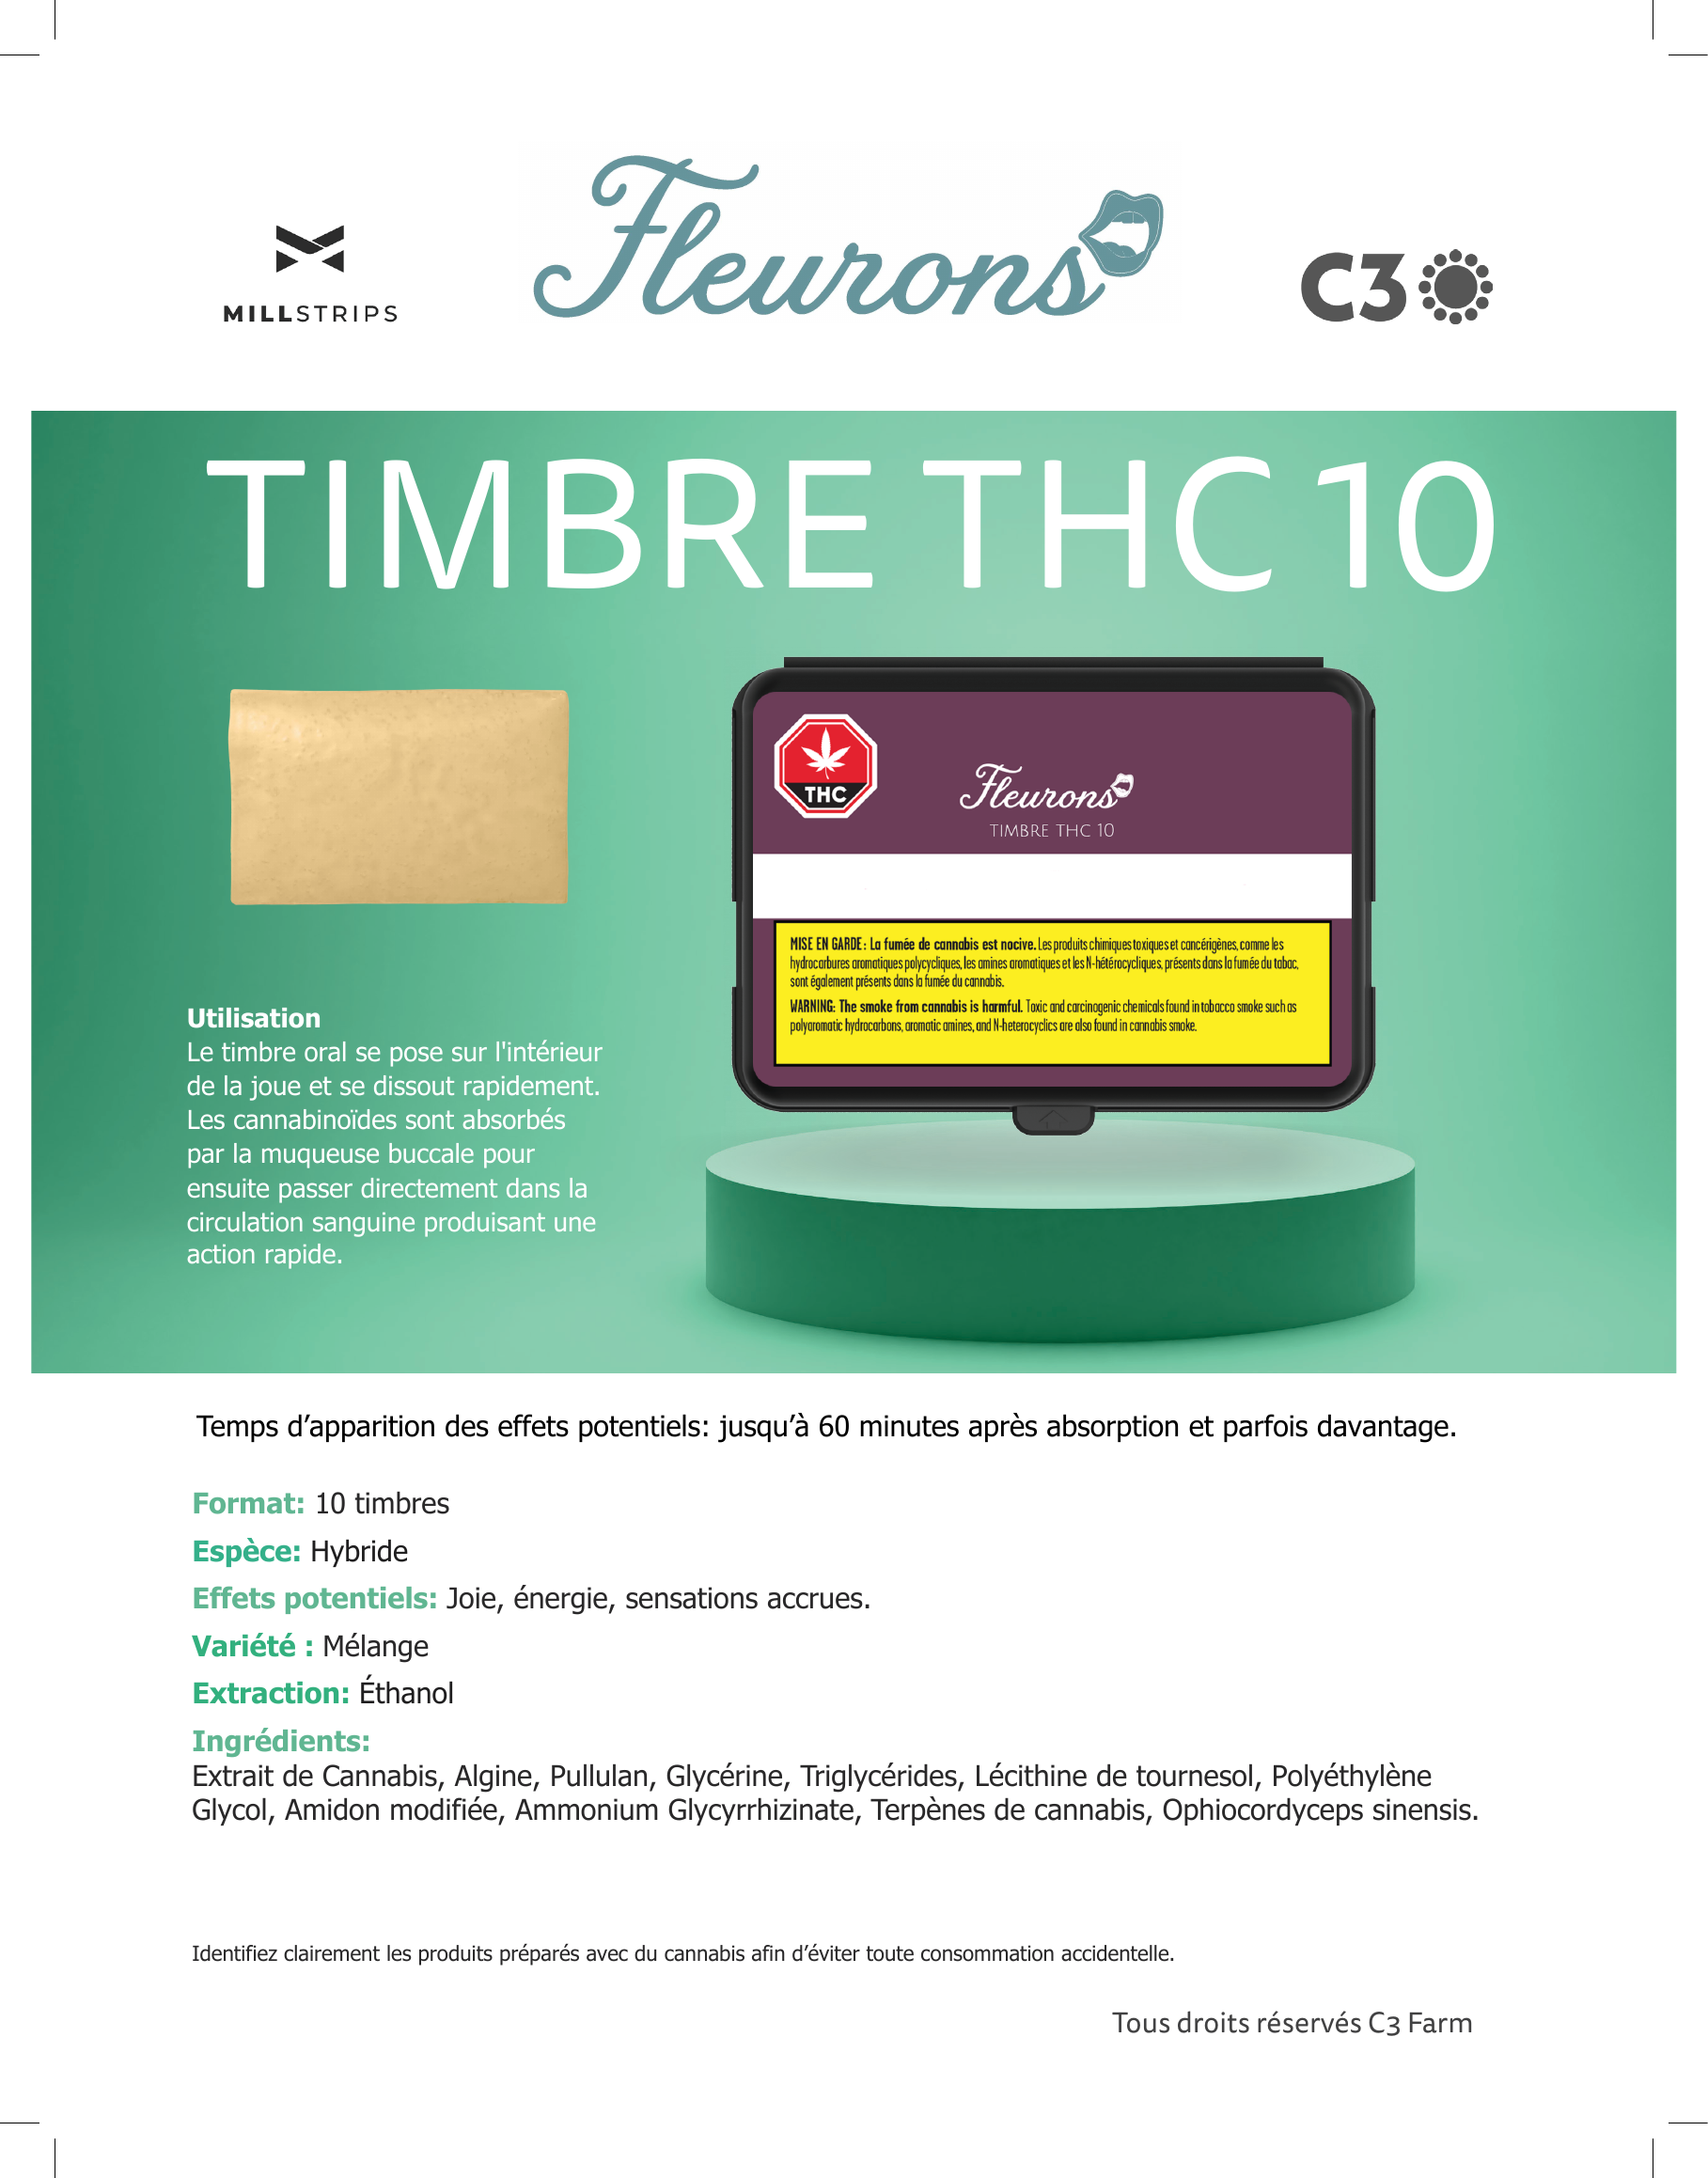 MILLSTRIPS
Fleurons
C3
TIMBRE THC 10
THC
Fleurons
TIMBRE THC 10
MISE EN GARDE : La fumée de cannabis est nocive. Les produits chimiques toxiques et cancérigènes, comme les
hydrocarbures aromatiques polycycliques, les amines aromatiques et les N-hétérocycliques, présents dans la fumée du tabac,
sont également présents dans la fumée du cannabis.
WARNING: The smoke from cannabis is harmful. Toxic and carcinogenic chemicals found in tobacco smoke such as
polyaromatic hydrocarbons, aromatic amines, and N-heterocyclics are also found in cannabis smoke.
Utilisation
Le timbre oral se pose sur l'intérieur
de la joue et se dissout rapidement.
Les cannabinoïdes sont absorbés
par la muqueuse buccale pour
ensuite passer directement dans la
circulation sanguine produisant une
action rapide.
Temps d’apparition des effets potentiels: jusqu’à 60 minutes après absorption et parfois davantage.
Format: 10 timbres
Espèce: Hybride
Effets potentiels: Joie, énergie, sensations accrues.
Variété : Mélange
Extraction: Éthanol
Ingrédients:
Extrait de Cannabis, Algine, Pullulan, Glycérine, Triglycérides, Lécithine de tournesol, Polyéthylène
Glycol, Amidon modifiée, Ammonium Glycyrrhizinate, Terpènes de cannabis, Ophiocordyceps sinensis.
Identifiez clairement les produits préparés avec du cannabis afin d’éviter toute consommation accidentelle.
Tous droits réservés C3 Farm